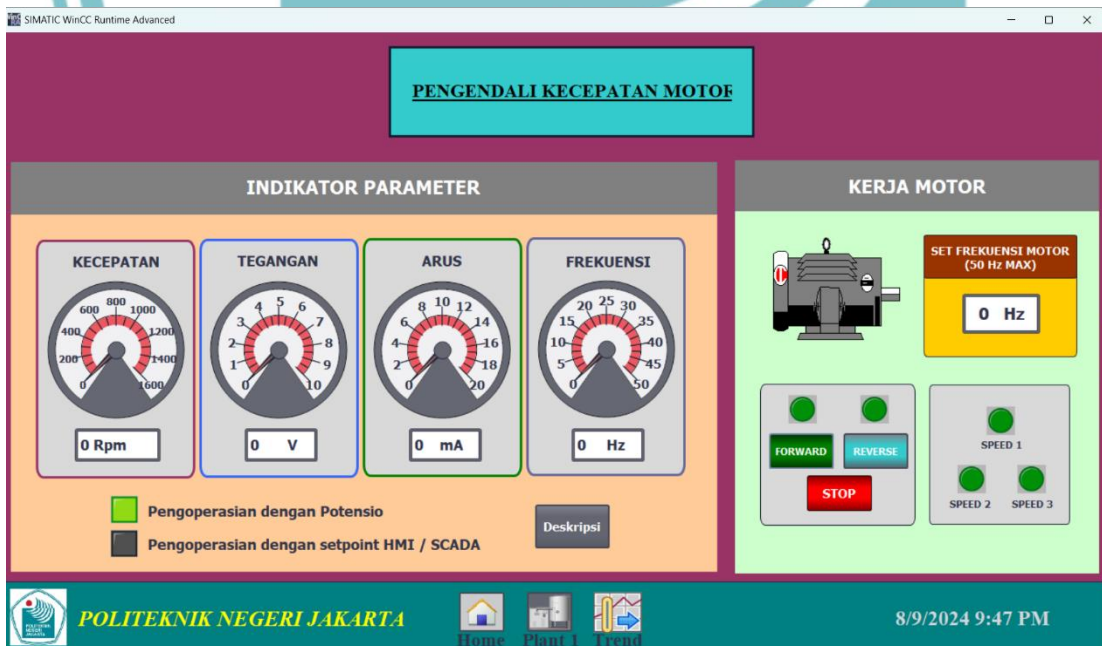 SIMATIC WinCC Runtime Advanced
PENGENDALI KECEPATAN MOTOR
INDIKATOR PARAMETER
KERJA MOTOR
KECEPATAN
0
200
400
600
800
1000
1200
1400
1600
0 Rpm
TEGANGAN
0
1
2
3
4
5
6
7
8
9
10
0 V
ARUS
0
2
4
6
8
10
12
14
16
18
20
0 mA
FREKUENSI
0
5
10
15
20
25
30
35
40
45
50
0 Hz
Pengoperasian dengan Potensio
Pengoperasian dengan setpoint HMI / SCADA
Deskripsi
SET FREKUENSI MOTOR
(50 Hz MAX)
0 Hz
FORWARD
REVERSE
STOP
SPEED 1
SPEED 2
SPEED 3
POLITEKNIK NEGERI JAKARTA
Home
Plant 1
Trend
8/9/2024 9:47 PM